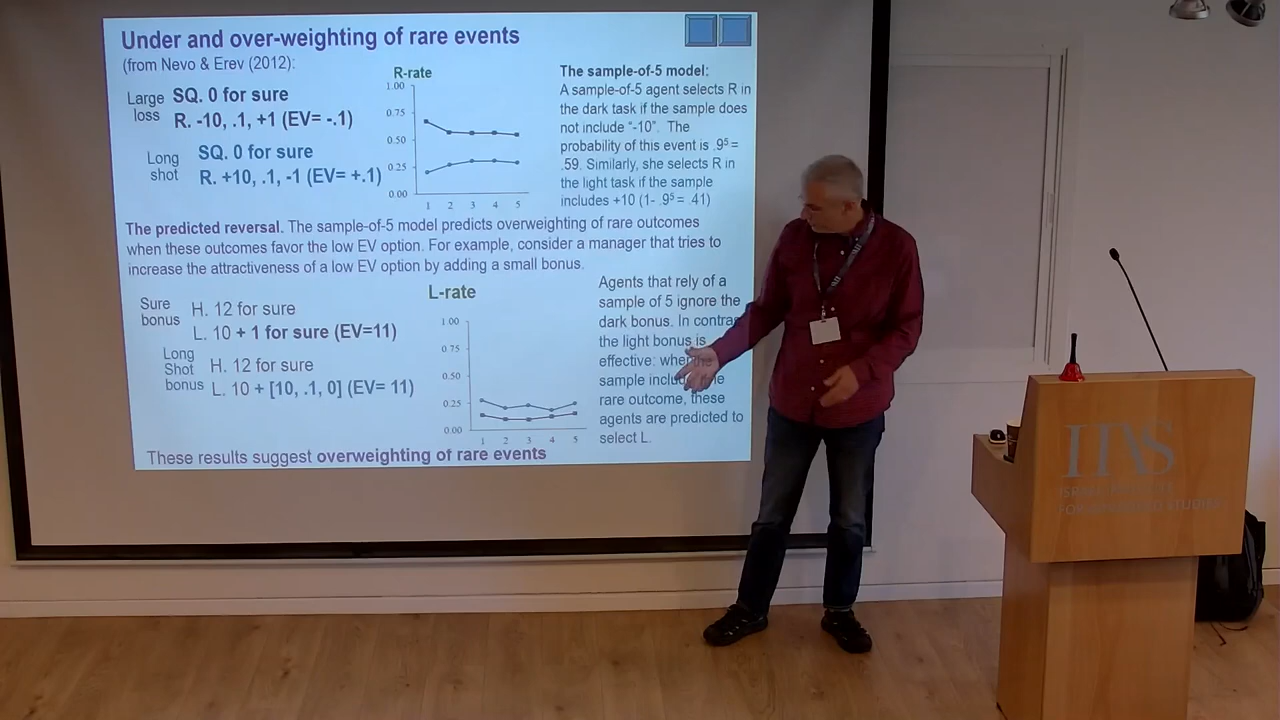 Under and over-weighting of rare events
(from Nevo & Erev (2012):
Large loss
SQ. 0 for sure
R. -10, .1, +1 (EV= -.1)
Long shot
SQ. 0 for sure
R. +10, .1, -1 (EV= +.1)
R-rate
1.00
0.75
0.50
0.25
0.00
1 2 3 4 5
The sample-of-5 model:
A sample-of-5 agent selects R in
the dark task if the sample does
not include “-10”. The
probability of this event is .9⁵ =
.59. Similarly, she selects R in
the light task if the sample
includes +10 (1- .9⁵ = .41)
The predicted reversal. The sample-of-5 model predicts overweighting of rare outcomes
when these outcomes favor the low EV option. For example, consider a manager that tries to
increase the attractiveness of a low EV option by adding a small bonus.
Sure bonus
H. 12 for sure
L. 10 + 1 for sure (EV=11)
Long Shot bonus
H. 12 for sure
L. 10 + [10, .1, 0] (EV= 11)
L-rate
1.00
0.75
0.50
0.25
0.00
1 2 3 4 5
Agents that rely of a
sample of 5 ignore the
dark bonus. In contra
the light bonus is
effective: when the
sample inclu
rare outcome, these
agents are predicted to
select L.
These results suggest overweighting of rare events
IIAS
ISRAEL INSTITUTE
FOR ADVANCED STUDIES